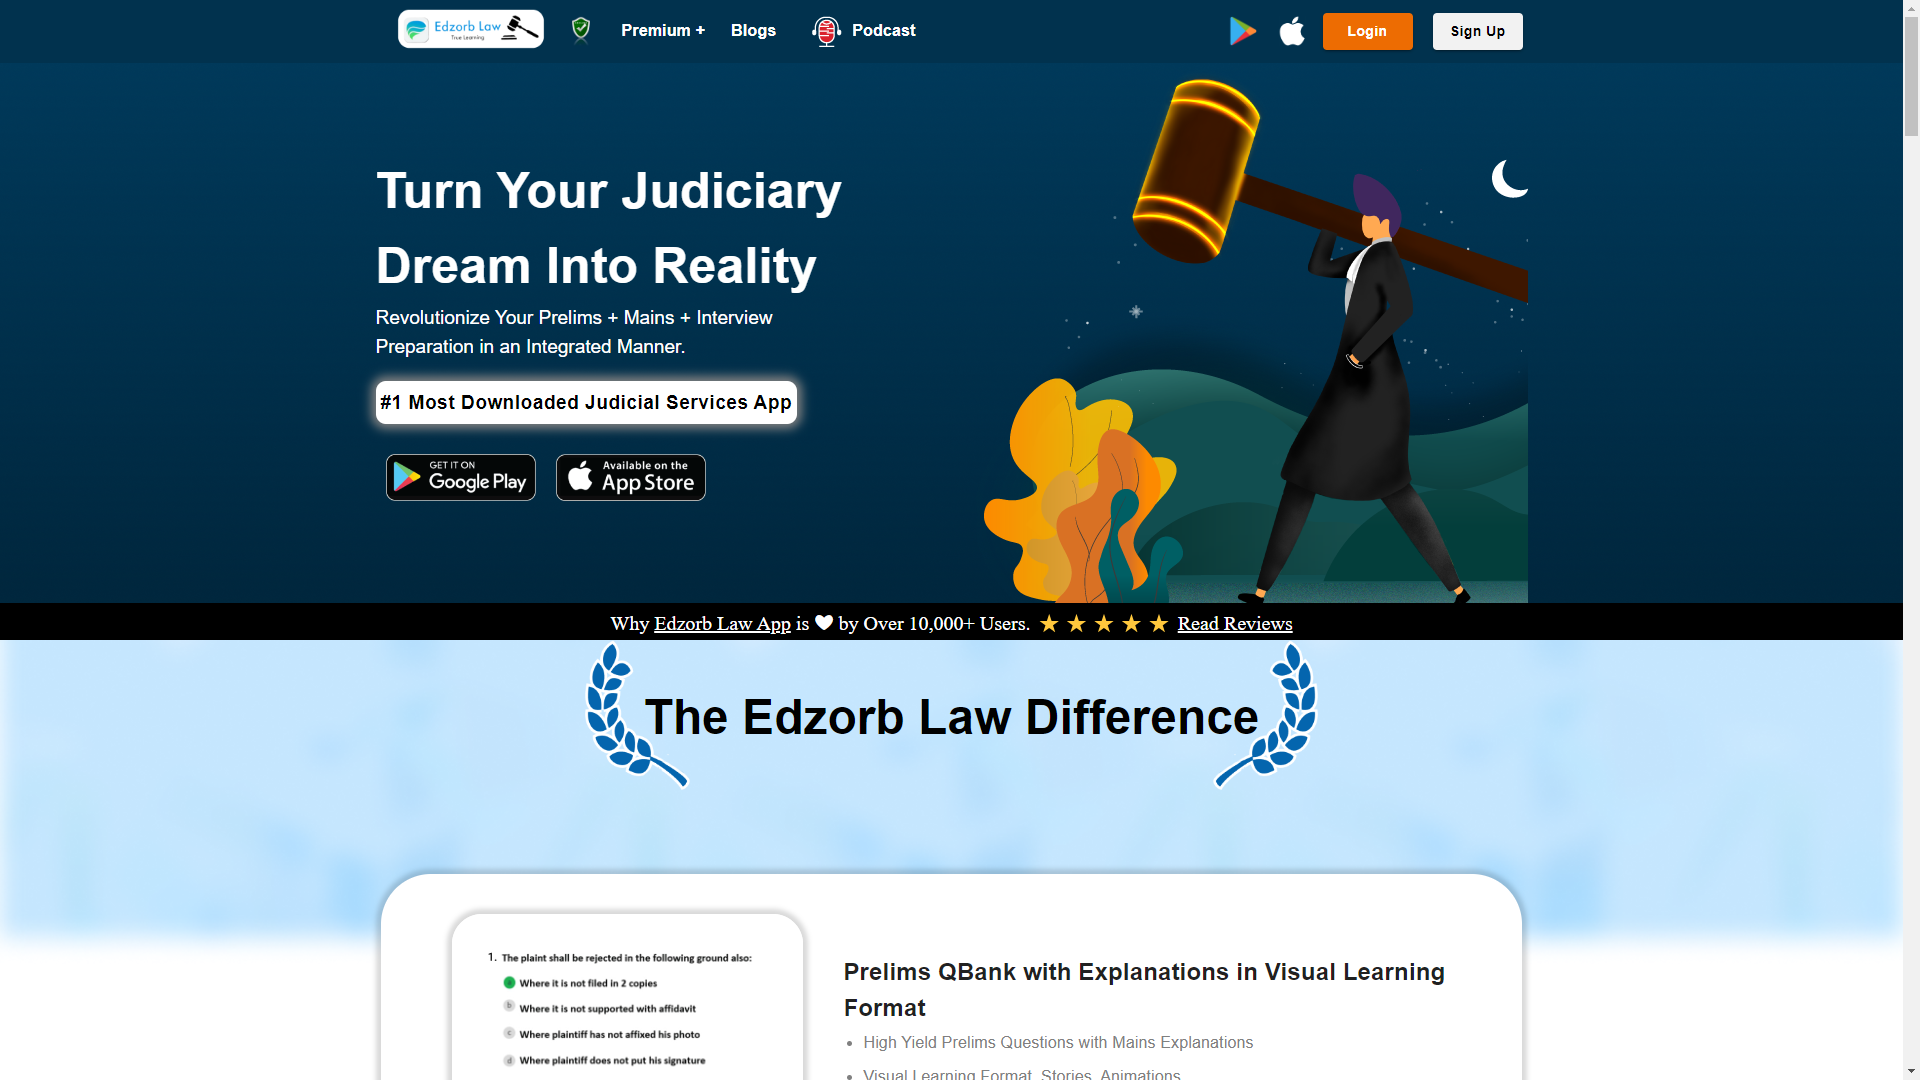 Edzorb Law
True Learning
Premium +
Blogs
Podcast
Login
Sign Up
Turn Your Judiciary
Dream Into Reality
Revolutionize Your Prelims + Mains + Interview
Preparation in an Integrated Manner.
#1 Most Downloaded Judicial Services App
GET IT ON
Google Play
Available on the
App Store
Why Edzorb Law App is 🤍 by Over 10,000+ Users. ★ ★ ★ ★ ★ Read Reviews
The Edzorb Law Difference
1. The plaint shall be rejected in the following ground also:
a Where it is not filed in 2 copies
b Where it is not supported with affidavit
c Where plaintiff has not affixed his photo
d Where plaintiff does not put his signature
Prelims QBank with Explanations in Visual Learning
Format
• High Yield Prelims Questions with Mains Explanations
• Visual Learning Format, Stories, Animations